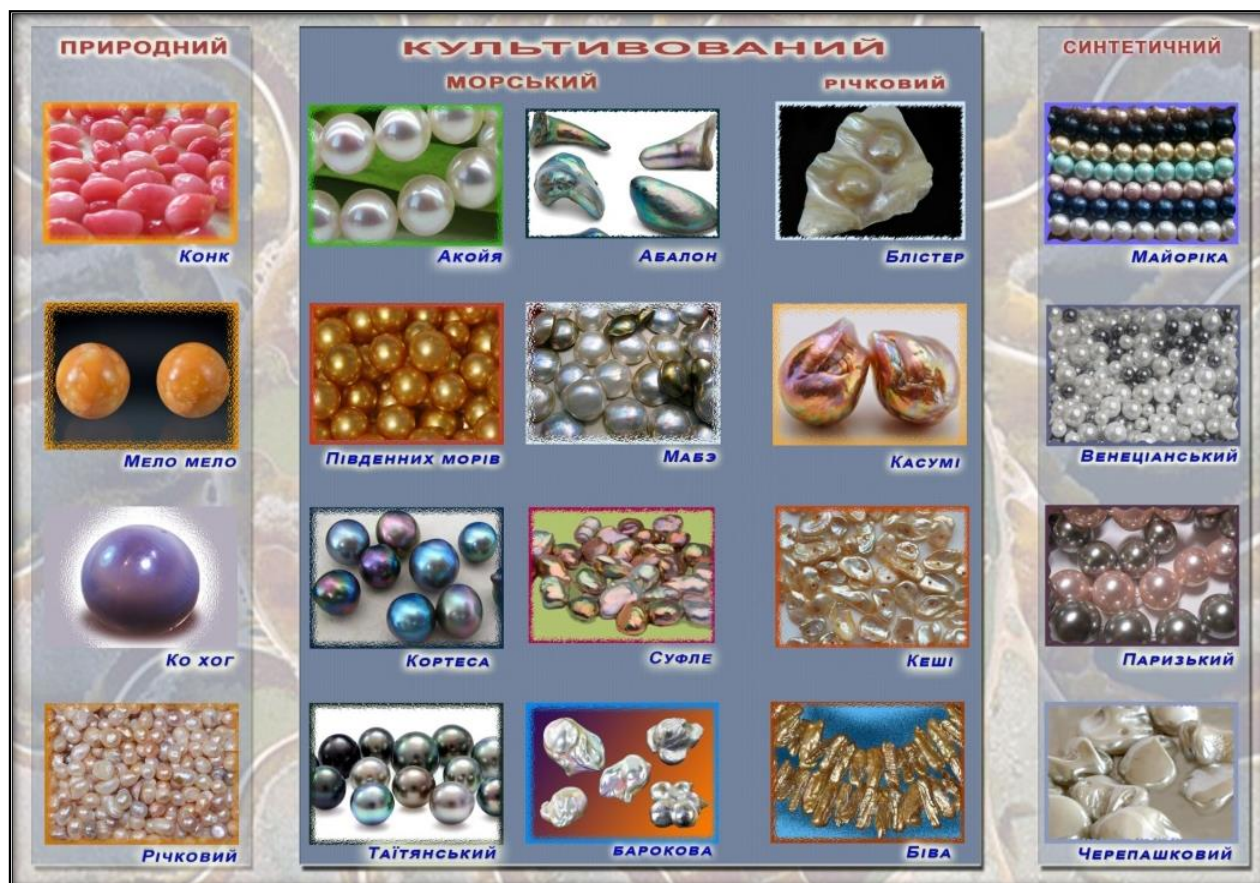 ПРИРОДНИЙ
КУЛЬТИВОВАНИЙ
СИНТЕТИЧНИЙ
МОРСЬКИЙ
РІЧКОВИЙ
КОНК
АКОЙЯ
АБАЛОН
БЛІСТЕР
МАЙОРІКА
МЕЛО МЕЛО
ПІВДЕННИХ МОРІВ
МАБЭ
КАСУМІ
ВЕНЕЦІАНСЬКИЙ
КО ХОГ
КОРТЕСА
СУФЛЕ
КЕШІ
ПАРИЗЬКИЙ
РІЧКОВИЙ
ТАЇТЯНСЬКИЙ
БАРОКОВА
БІВА
ЧЕРЕПАШКОВИЙ